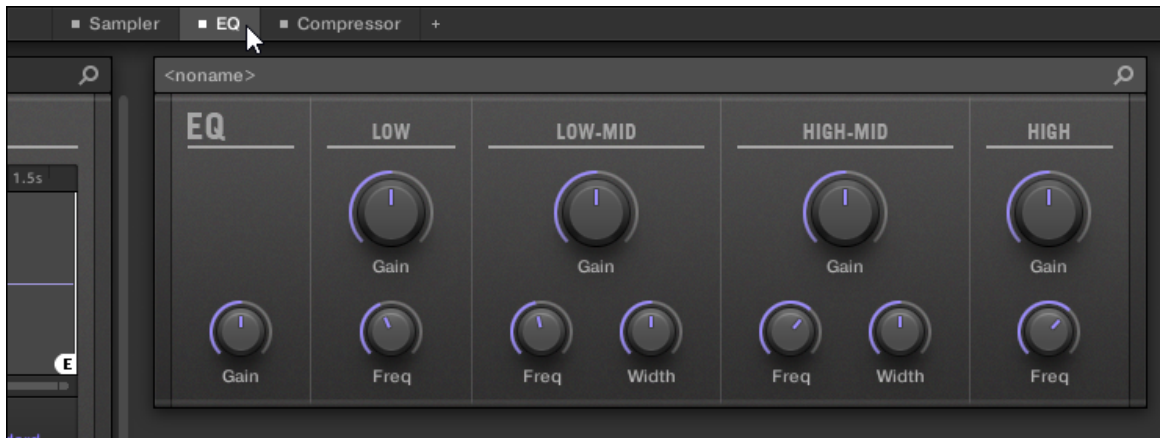 Sampler EQ Compressor +
<noname>
EQ LOW LOW-MID HIGH-MID HIGH
1.5s
Gain Gain Gain Gain
E
Gain Freq Freq Width Freq Width Freq